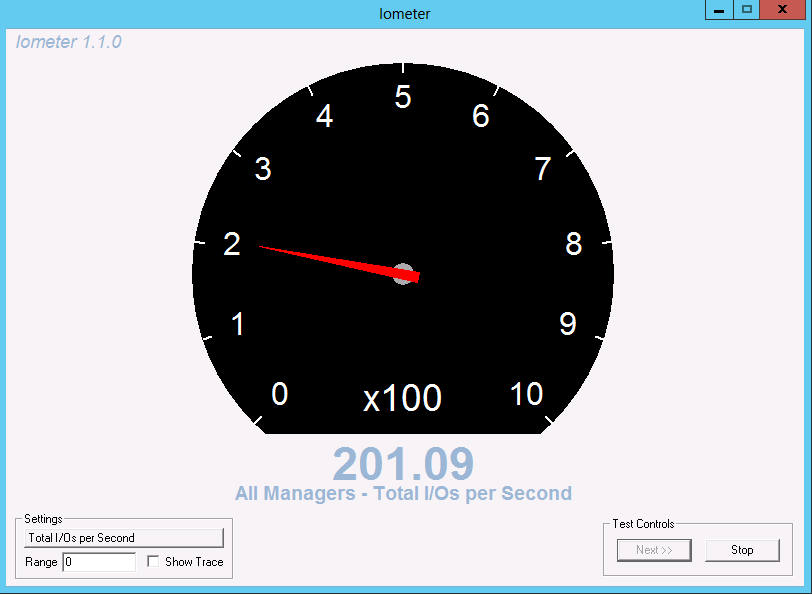 Iometer
Iometer 1.1.0
5
4
6
3
7
2
8
1
9
0
x100
10
201.09
All Managers - Total I/Os per Second
Settings
Total I/Os per Second
Range 0
Show Trace
Test Controls
Next >>
Stop